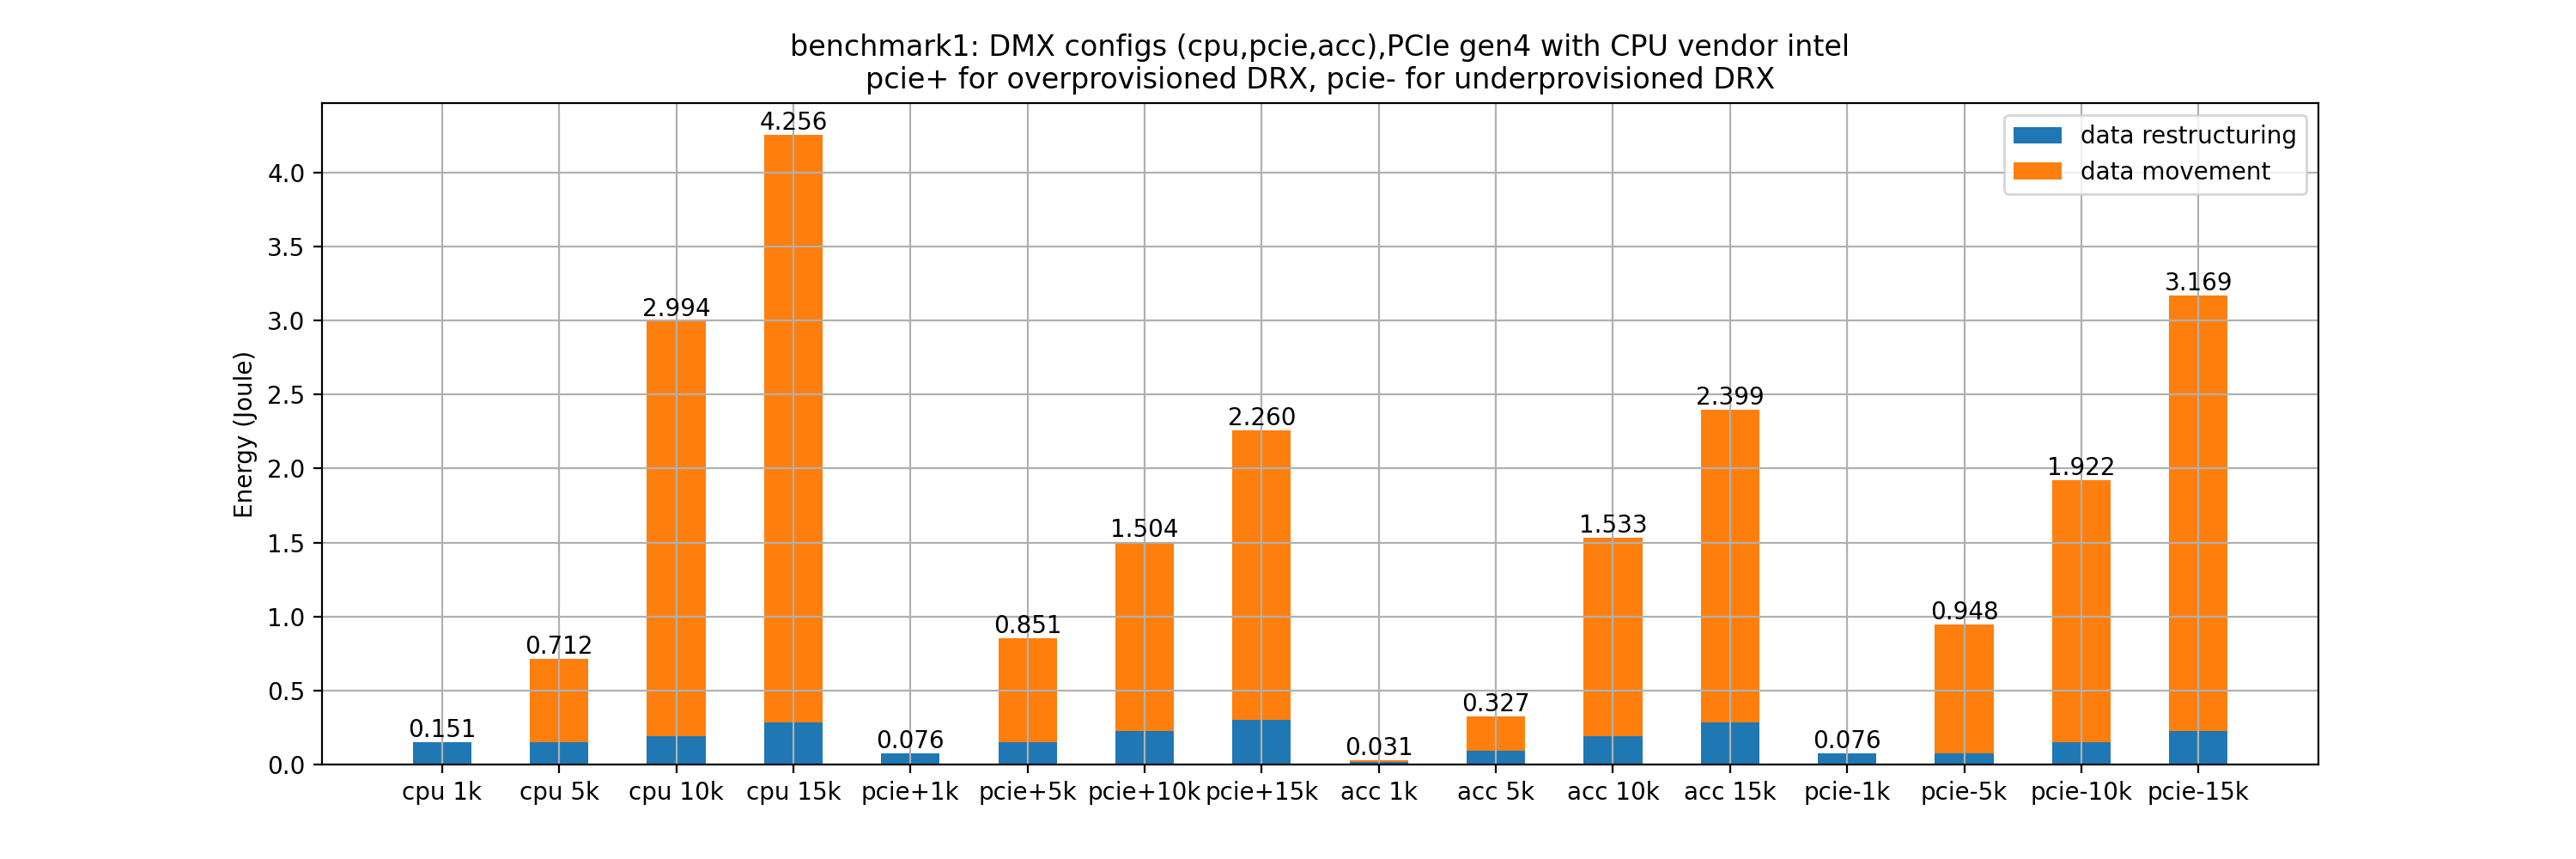 benchmark1: DMX configs (cpu,pcie,acc),PCIe gen4 with CPU vendor intel
pcie+ for overprovisioned DRX, pcie- for underprovisioned DRX
data restructuring
data movement
Energy (Joule)
4.0
3.5
3.0
2.5
2.0
1.5
1.0
0.5
0.0
0.151
0.712
2.994
4.256
0.076
0.851
1.504
2.260
0.031
0.327
1.533
2.399
0.076
0.948
1.922
3.169
cpu 1k
cpu 5k
cpu 10k
cpu 15k
pcie+1k
pcie+5k
pcie+10k
pcie+15k
acc 1k
acc 5k
acc 10k
acc 15k
pcie-1k
pcie-5k
pcie-10k
pcie-15k